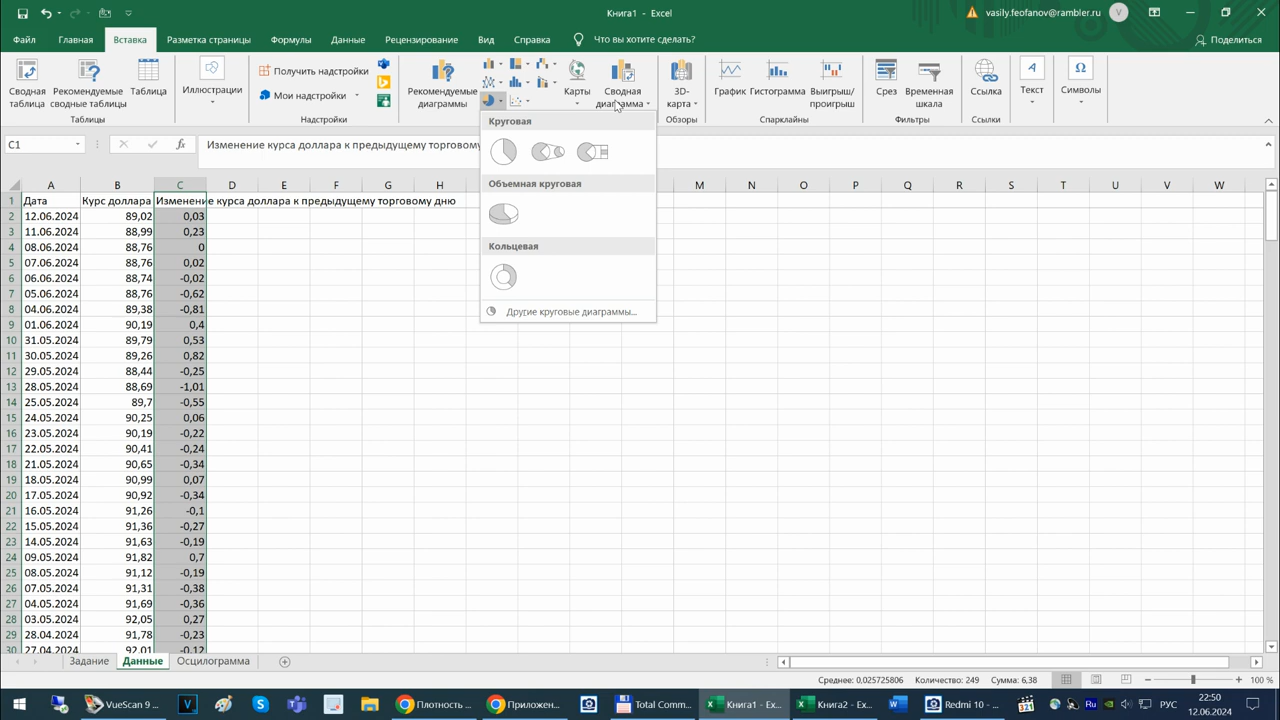 Книга1 - Excel
vasily.feofanov@rambler.ru
V
Файл Главная Вставка Разметка страницы Формулы Данные Рецензирование Вид Справка Что вы хотите сделать? Поделиться
Сводная таблица
Рекомендуемые сводные таблицы
Таблица
Таблицы
Иллюстрации
Получить надстройки
Мои надстройки
Надстройки
Рекомендуемые диаграммы
Карты
Сводная диаграмма
3D-карта
Обзоры
График
Гистограмма
Выигрыш/проигрыш
Спарклайны
Срез
Временная шкала
Фильтры
Ссылка
Ссылки
Текст
Символы
Круговая
Объемная круговая
Кольцевая
Другие круговые диаграммы...
C1
fx
Изменение курса доллара к предыдущему торговому
A B C D E F G H M N O P Q R S T U V W
1 Дата Курс доллара Изменение курса доллара к предыдущему торговому дню
2 12.06.2024 89,02 0,03
3 11.06.2024 88,99 0,23
4 08.06.2024 88,76 0
5 07.06.2024 88,76 0,02
6 06.06.2024 88,74 -0,02
7 05.06.2024 88,76 -0,62
8 04.06.2024 89,38 -0,81
9 01.06.2024 90,19 0,4
10 31.05.2024 89,79 0,53
11 30.05.2024 89,26 0,82
12 29.05.2024 88,44 -0,25
13 28.05.2024 88,69 -1,01
14 25.05.2024 89,7 -0,55
15 24.05.2024 90,25 0,06
16 23.05.2024 90,19 -0,22
17 22.05.2024 90,41 -0,24
18 21.05.2024 90,65 -0,34
19 18.05.2024 90,99 0,07
20 17.05.2024 90,92 -0,34
21 16.05.2024 91,26 -0,1
22 15.05.2024 91,36 -0,27
23 14.05.2024 91,63 -0,19
24 09.05.2024 91,82 0,7
25 08.05.2024 91,12 -0,19
26 07.05.2024 91,31 -0,38
27 04.05.2024 91,69 -0,36
28 03.05.2024 92,05 0,27
29 28.04.2024 91,78 -0,23
30 27.04.2024 92,01 -0,12
Задание Данные Осцилограмма
Среднее: 0,025725806 Количество: 249 Сумма: 6,38 100 %
VueScan 9 ...
Плотность ...
Приложен...
Total Comm...
Книга1 - Exc...
Книга2 - Exc...
Redmi 10 - ...
РУС
22:50
12.06.2024